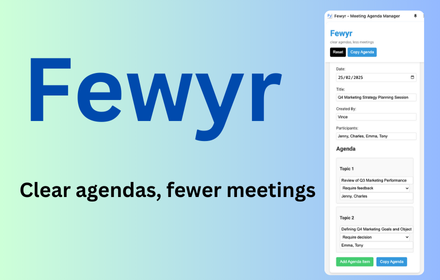 Fewyr
Clear agendas, fewer meetings
Fewyr - Meeting Agenda Manager
Fewyr
clear agendas, less meetings
Reset
Copy Agenda
Date:
25/02/2025
Title:
Q4 Marketing Strategy Planning Session
Created By:
Vince
Participants:
Jenny, Charles, Emma, Tony
Agenda
Topic 1
Review of Q3 Marketing Performance
Require feedback
Jenny, Charles
Topic 2
Defining Q4 Marketing Goals and Object
Require decision
Emma, Tony
Add Agenda Item
Copy Agenda